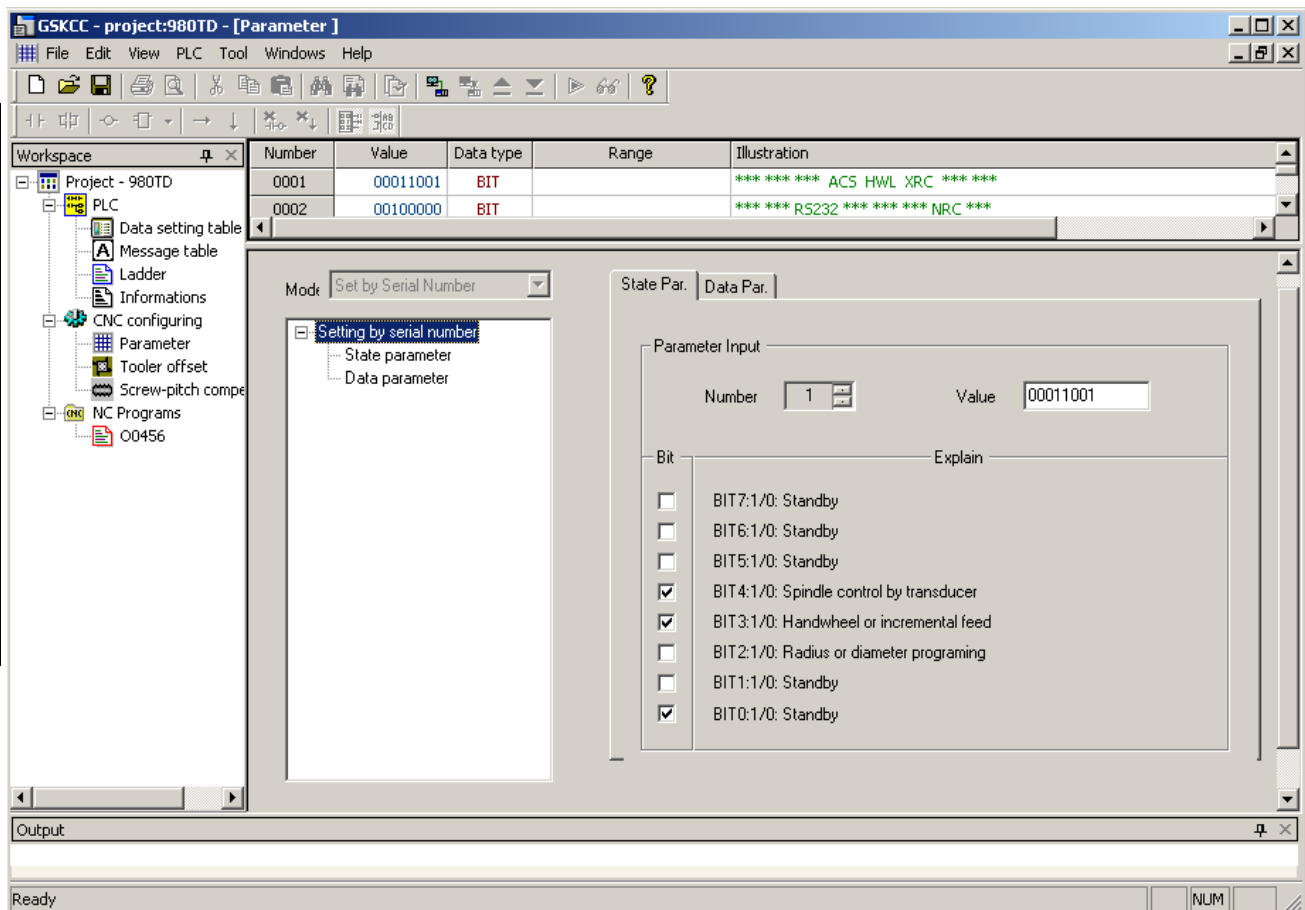 GSKCC - project:980TD - [Parameter ]
File Edit View PLC Tool Windows Help
Workspace
Project - 980TD
PLC
Data setting table
Message table
Ladder
Informations
CNC configuring
Parameter
Tooler offset
Screw-pitch compe
NC Programs
O0456
Number Value Data type Range Illustration
0001 00011001 BIT *** *** *** ACS HWL XRC *** ***
0002 00100000 BIT *** *** RS232 *** *** *** NRC ***
Mode Set by Serial Number
Setting by serial number
State parameter
Data parameter
State Par. Data Par.
Parameter Input
Number 1 Value 00011001
Bit Explain
BIT7:1/0: Standby
BIT6:1/0: Standby
BIT5:1/0: Standby
BIT4:1/0: Spindle control by transducer
BIT3:1/0: Handwheel or incremental feed
BIT2:1/0: Radius or diameter programing
BIT1:1/0: Standby
BIT0:1/0: Standby
Output
Ready NUM